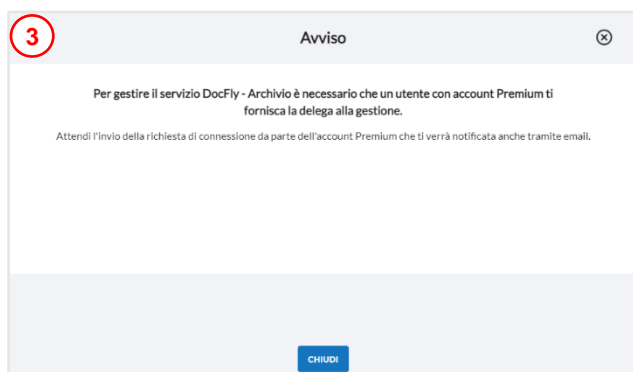 3
Avviso
Per gestire il servizio DocFly - Archivio è necessario che un utente con account Premium ti
fornisca la delega alla gestione.
Attendi l'invio della richiesta di connessione da parte dell'account Premium che ti verrà notificata anche tramite email.
CHIUDI